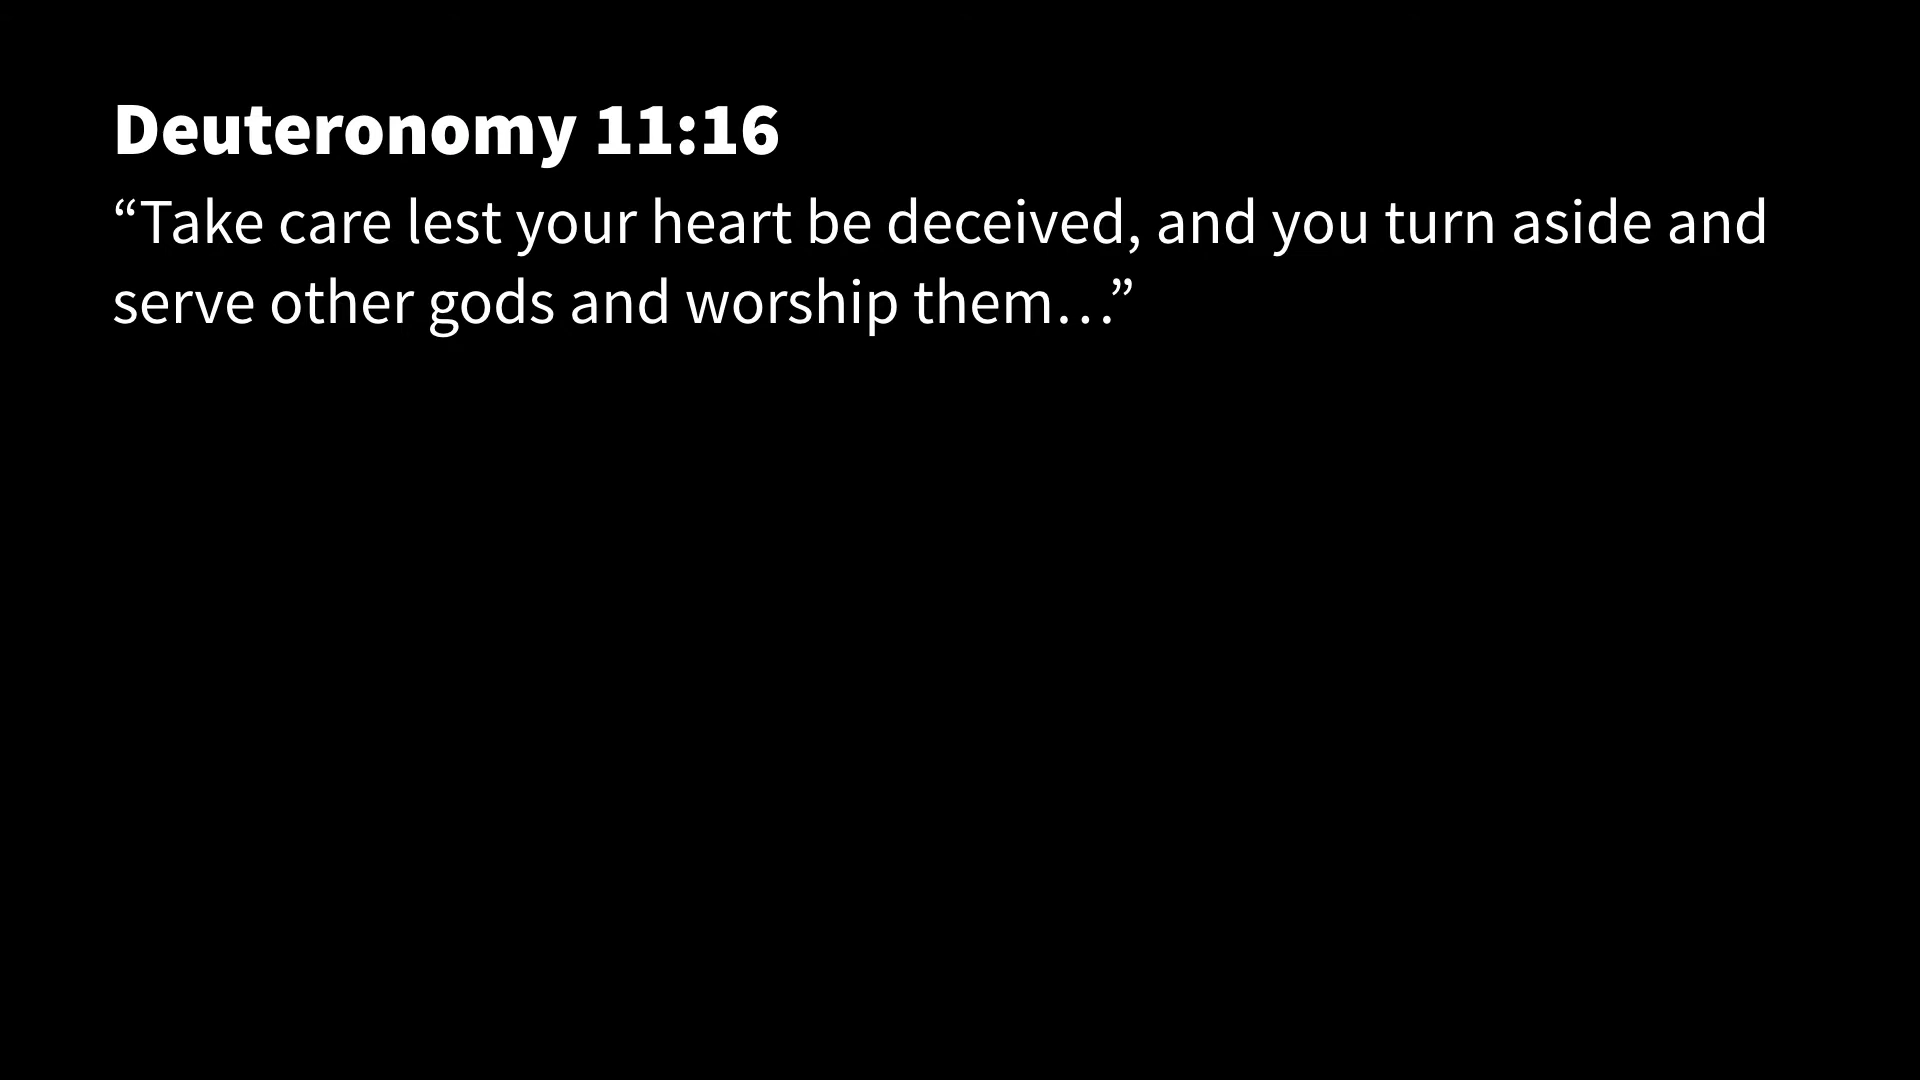 Deuteronomy 11:16
“Take care lest your heart be deceived, and you turn aside and
serve other gods and worship them…”